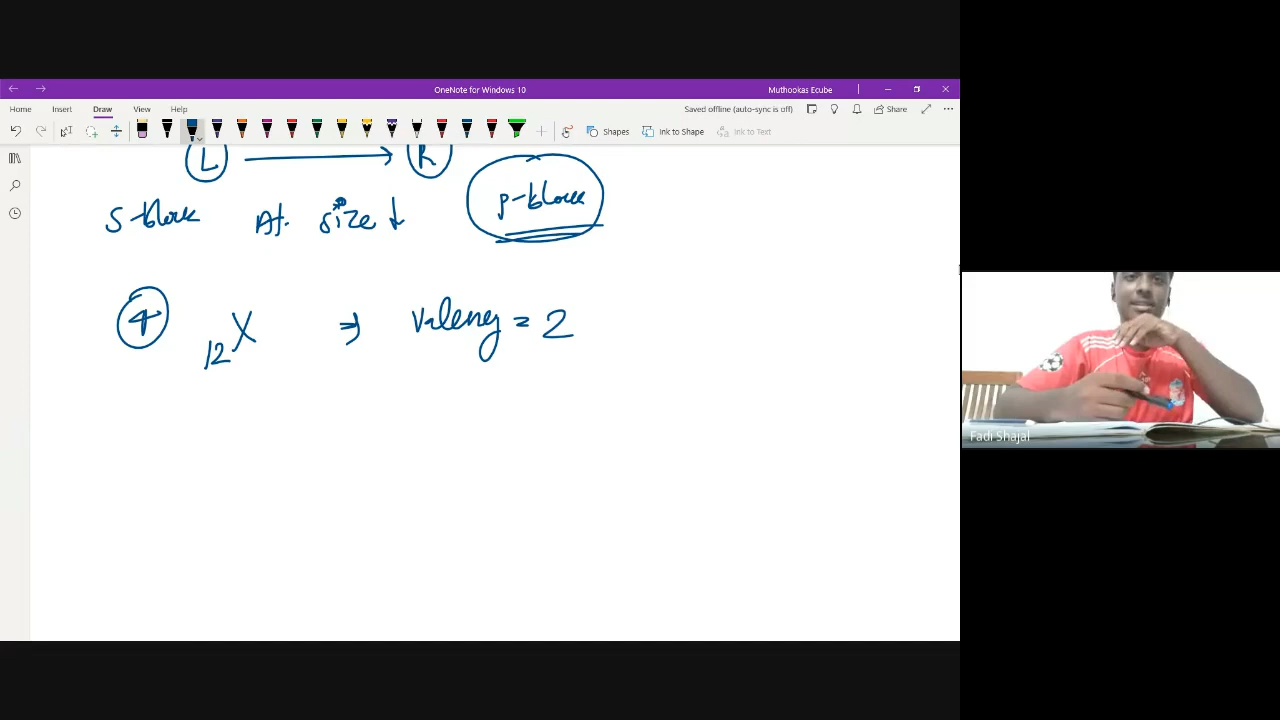 OneNote for Windows 10
Muthookas Ecube
Home Insert Draw View Help
Saved offline (auto-sync is off)
Share
Shapes
Ink to Shape
Ink to Text
L R
S-block At. size ↓ p-block
4 12X ⇒ valency = 2
Fadi Shajal